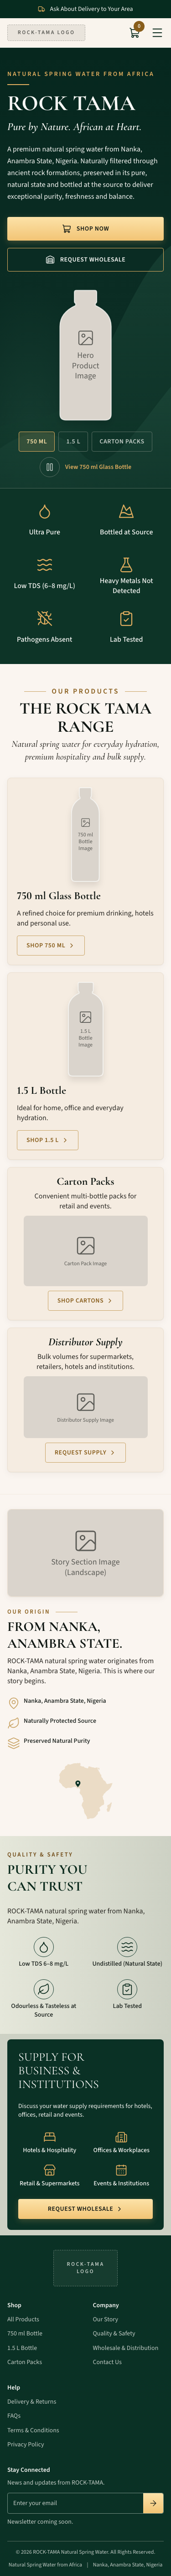 Ask About Delivery to Your Area
ROCK-TAMA LOGO
0
NATURAL SPRING WATER FROM AFRICA
ROCK TAMA
Pure by Nature. African at Heart.
A premium natural spring water from Nanka,
Anambra State, Nigeria. Naturally filtered through
ancient rock formations, preserved in its pure,
natural state and bottled at the source to deliver
exceptional purity, freshness and balance.
SHOP NOW
REQUEST WHOLESALE
Hero
Product
Image
750 ML
1.5 L
CARTON PACKS
View 750 ml Glass Bottle
Ultra Pure
Bottled at Source
Low TDS (6–8 mg/L)
Heavy Metals Not
Detected
Pathogens Absent
Lab Tested
OUR PRODUCTS
THE ROCK TAMA
RANGE
Natural spring water for everyday hydration,
premium hospitality and bulk supply.
750 ml
Bottle
Image
750 ml Glass Bottle
A refined choice for premium drinking, hotels
and personal use.
SHOP 750 ML
1.5 L
Bottle
Image
1.5 L Bottle
Ideal for home, office and everyday
hydration.
SHOP 1.5 L
Carton Packs
Convenient multi-bottle packs for
retail and events.
Carton Pack Image
SHOP CARTONS
Distributor Supply
Bulk volumes for supermarkets,
retailers, hotels and institutions.
Distributor Supply Image
REQUEST SUPPLY
Story Section Image
(Landscape)
OUR ORIGIN
FROM NANKA,
ANAMBRA STATE.
ROCK-TAMA natural spring water originates from
Nanka, Anambra State, Nigeria. This is where our
story begins.
Nanka, Anambra State, Nigeria
Naturally Protected Source
Preserved Natural Purity
QUALITY & SAFETY
PURITY YOU
CAN TRUST
ROCK-TAMA natural spring water from Nanka,
Anambra State, Nigeria.
Low TDS 6–8 mg/L
Undistilled (Natural State)
Odourless & Tasteless at
Source
Lab Tested
SUPPLY FOR
BUSINESS &
INSTITUTIONS
Discuss your water supply requirements for hotels,
offices, retail and events.
Hotels & Hospitality
Offices & Workplaces
Retail & Supermarkets
Events & Institutions
REQUEST WHOLESALE
ROCK-TAMA
LOGO
Shop
All Products
750 ml Bottle
1.5 L Bottle
Carton Packs
Company
Our Story
Quality & Safety
Wholesale & Distribution
Contact Us
Help
Delivery & Returns
FAQs
Terms & Conditions
Privacy Policy
Stay Connected
News and updates from ROCK-TAMA.
Enter your email
Newsletter coming soon.
© 2026 ROCK-TAMA Natural Spring Water. All Rights Reserved.
Natural Spring Water from Africa | Nanka, Anambra State, Nigeria